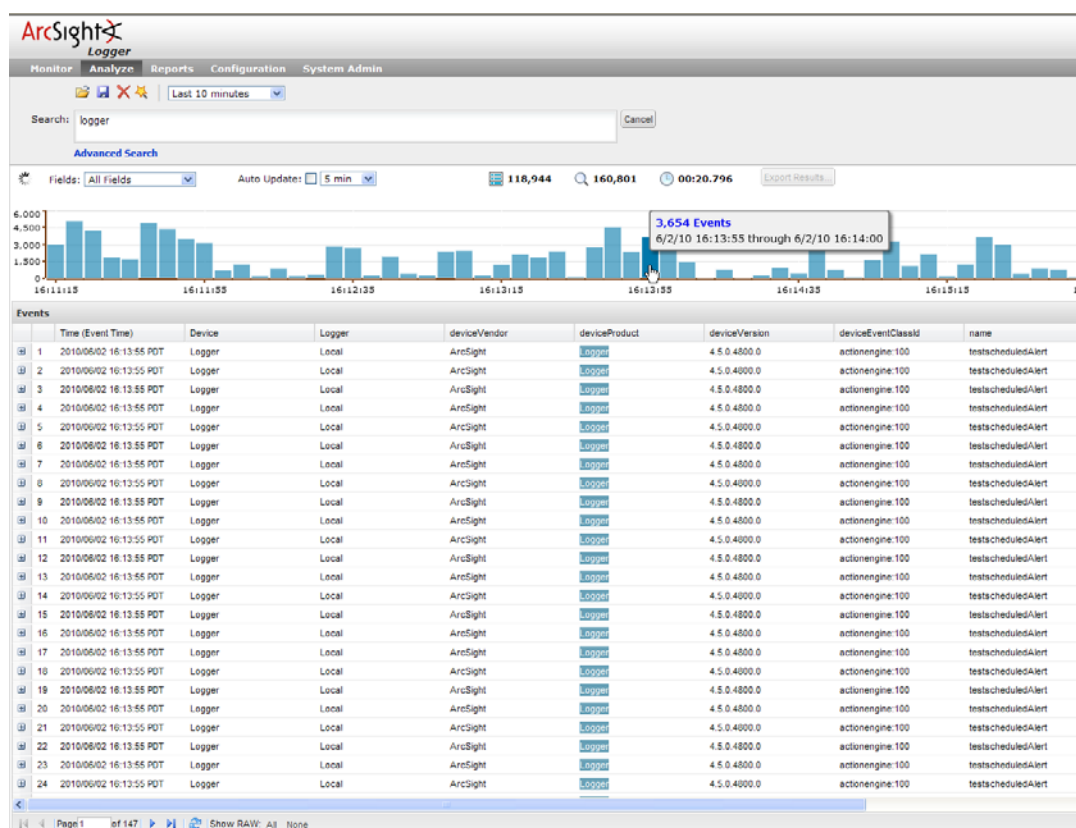 ArcSight
Logger
Monitor Analyze Reports Configuration System Admin
Last 10 minutes
Search: logger Cancel
Advanced Search
Fields: All Fields Auto Update: 5 min 118,944 160,801 00:20.796 Export Results...
6.000
4.500
3.000
1.500
0
3,654 Events
6/2/10 16:13:55 through 6/2/10 16:14:00
16:11:15 16:11:55 16:12:35 16:13:15 16:13:55 16:14:35 16:15:15
Events
Time (Event Time) Device Logger deviceVendor deviceProduct deviceVersion deviceEventClassId name
1 2010/06/02 16:13:55 PDT Logger Local ArcSight Logger 4.5.0.4800.0 actionengine:100 testscheduledAlert
2 2010/06/02 16:13:55 PDT Logger Local ArcSight Logger 4.5.0.4800.0 actionengine:100 testscheduledAlert
3 2010/06/02 16:13:55 PDT Logger Local ArcSight Logger 4.5.0.4800.0 actionengine:100 testscheduledAlert
4 2010/06/02 16:13:55 PDT Logger Local ArcSight Logger 4.5.0.4800.0 actionengine:100 testscheduledAlert
5 2010/06/02 16:13:55 PDT Logger Local ArcSight Logger 4.5.0.4800.0 actionengine:100 testscheduledAlert
6 2010/06/02 16:13:55 PDT Logger Local ArcSight Logger 4.5.0.4800.0 actionengine:100 testscheduledAlert
7 2010/06/02 16:13:55 PDT Logger Local ArcSight Logger 4.5.0.4800.0 actionengine:100 testscheduledAlert
8 2010/06/02 16:13:55 PDT Logger Local ArcSight Logger 4.5.0.4800.0 actionengine:100 testscheduledAlert
9 2010/06/02 16:13:55 PDT Logger Local ArcSight Logger 4.5.0.4800.0 actionengine:100 testscheduledAlert
10 2010/06/02 16:13:55 PDT Logger Local ArcSight Logger 4.5.0.4800.0 actionengine:100 testscheduledAlert
11 2010/06/02 16:13:55 PDT Logger Local ArcSight Logger 4.5.0.4800.0 actionengine:100 testscheduledAlert
12 2010/06/02 16:13:55 PDT Logger Local ArcSight Logger 4.5.0.4800.0 actionengine:100 testscheduledAlert
13 2010/06/02 16:13:55 PDT Logger Local ArcSight Logger 4.5.0.4800.0 actionengine:100 testscheduledAlert
14 2010/06/02 16:13:55 PDT Logger Local ArcSight Logger 4.5.0.4800.0 actionengine:100 testscheduledAlert
15 2010/06/02 16:13:55 PDT Logger Local ArcSight Logger 4.5.0.4800.0 actionengine:100 testscheduledAlert
16 2010/06/02 16:13:55 PDT Logger Local ArcSight Logger 4.5.0.4800.0 actionengine:100 testscheduledAlert
17 2010/06/02 16:13:55 PDT Logger Local ArcSight Logger 4.5.0.4800.0 actionengine:100 testscheduledAlert
18 2010/06/02 16:13:55 PDT Logger Local ArcSight Logger 4.5.0.4800.0 actionengine:100 testscheduledAlert
19 2010/06/02 16:13:55 PDT Logger Local ArcSight Logger 4.5.0.4800.0 actionengine:100 testscheduledAlert
20 2010/06/02 16:13:55 PDT Logger Local ArcSight Logger 4.5.0.4800.0 actionengine:100 testscheduledAlert
21 2010/06/02 16:13:55 PDT Logger Local ArcSight Logger 4.5.0.4800.0 actionengine:100 testscheduledAlert
22 2010/06/02 16:13:55 PDT Logger Local ArcSight Logger 4.5.0.4800.0 actionengine:100 testscheduledAlert
23 2010/06/02 16:13:55 PDT Logger Local ArcSight Logger 4.5.0.4800.0 actionengine:100 testscheduledAlert
24 2010/06/02 16:13:55 PDT Logger Local ArcSight Logger 4.5.0.4800.0 actionengine:100 testscheduledAlert
Page 1 of 147 Show RAW: All None